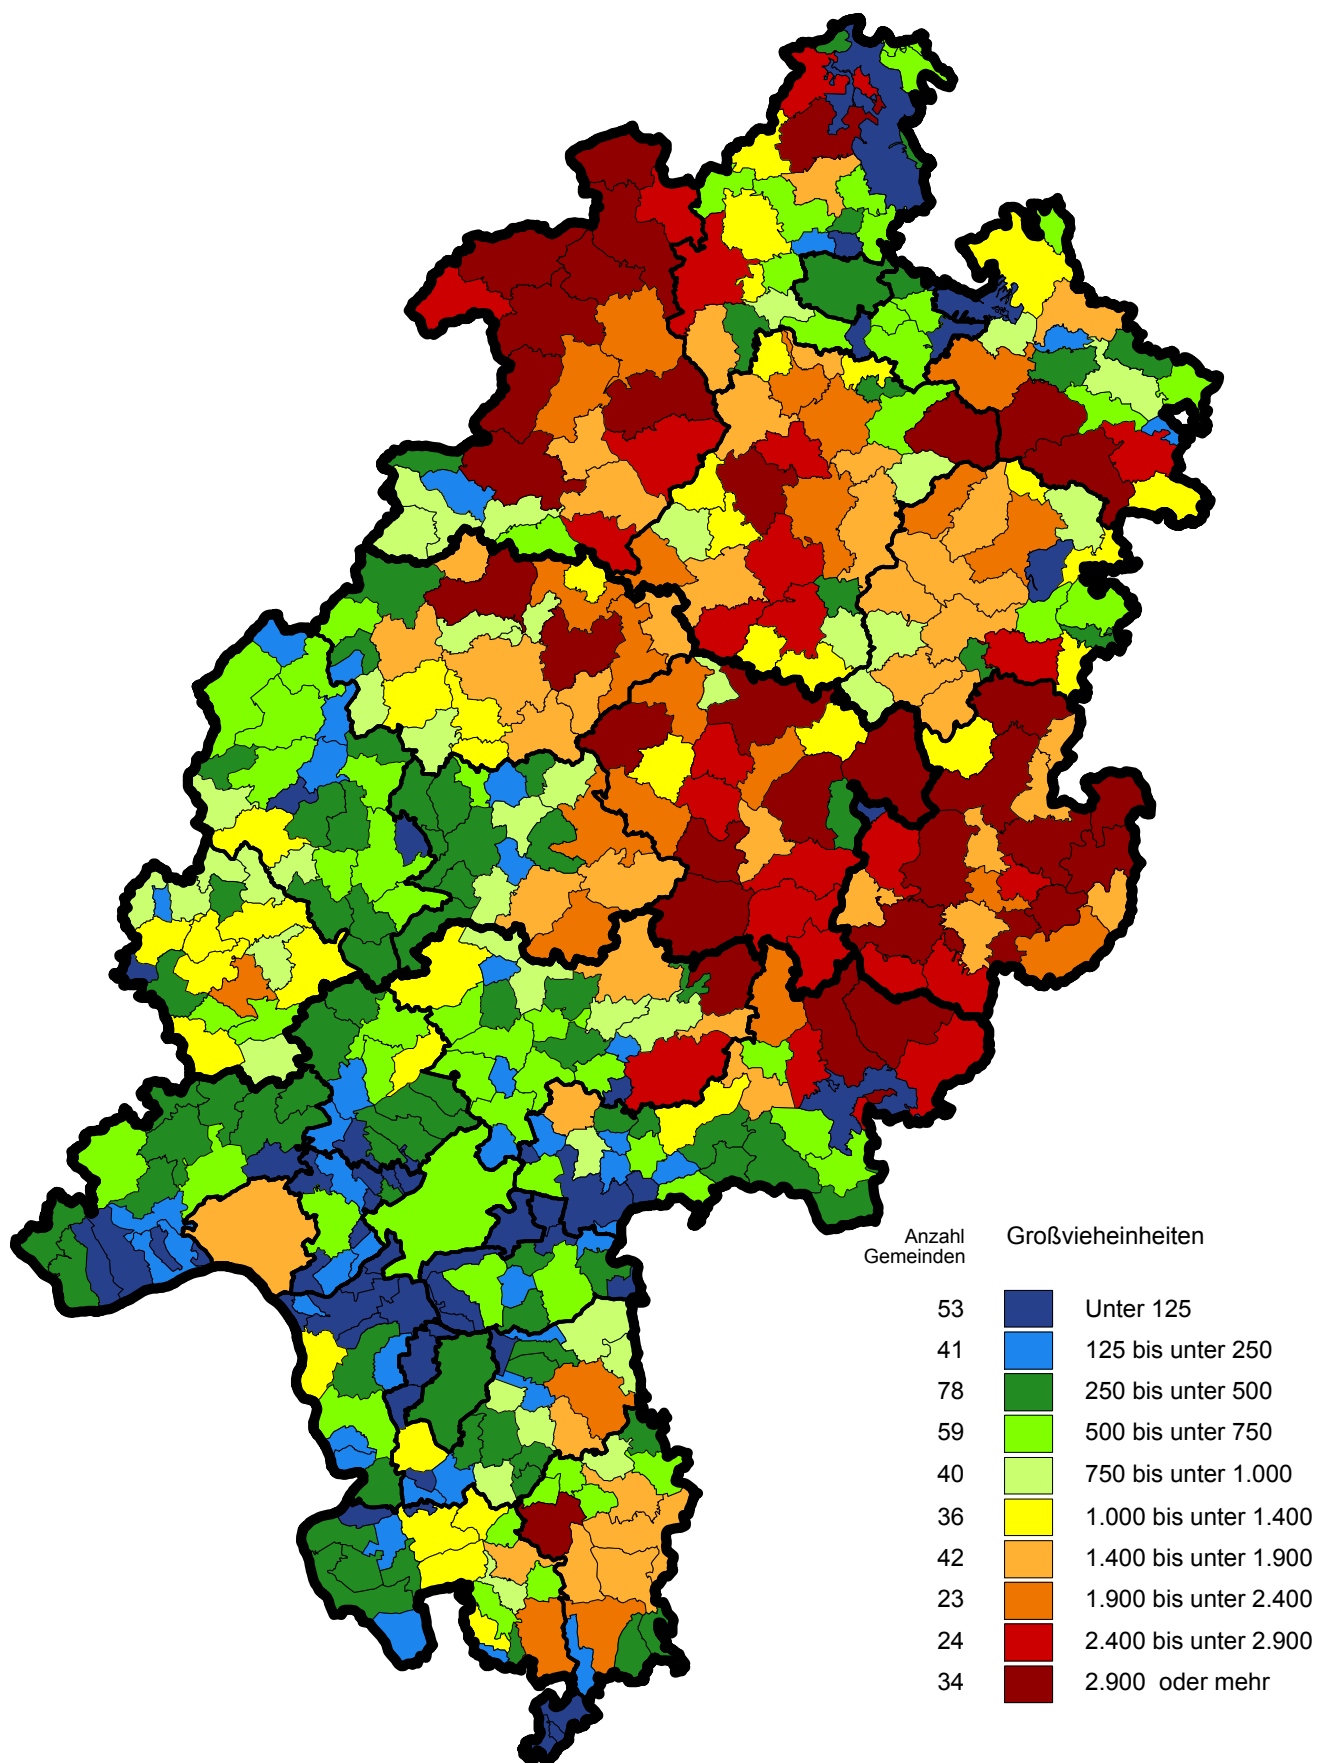 Anzahl Gemeinden
Großvieheinheiten
53 Unter 125
41 125 bis unter 250
78 250 bis unter 500
59 500 bis unter 750
40 750 bis unter 1.000
36 1.000 bis unter 1.400
42 1.400 bis unter 1.900
23 1.900 bis unter 2.400
24 2.400 bis unter 2.900
34 2.900 oder mehr